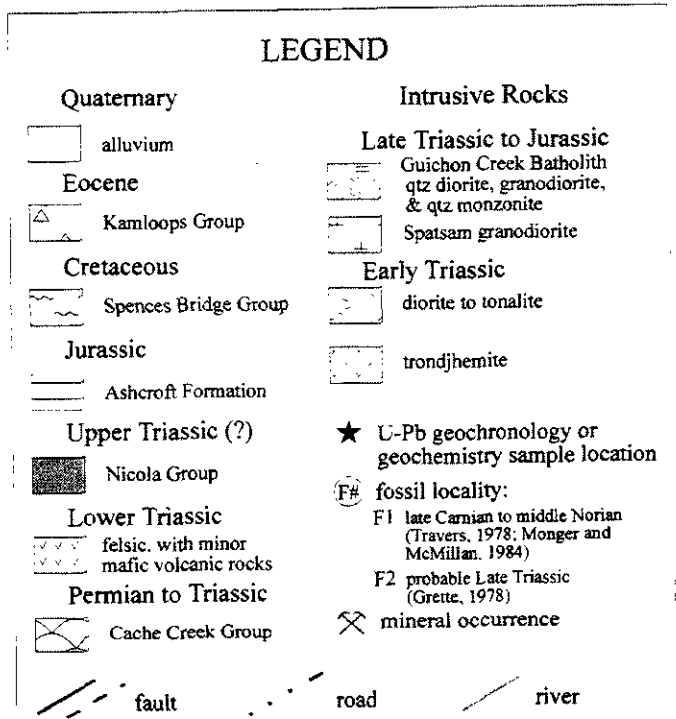 LEGEND
Quaternary
alluvium
Eocene
Kamloops Group
Cretaceous
Spences Bridge Group
Jurassic
Ashcroft Formation
Upper Triassic (?)
Nicola Group
Lower Triassic
felsic, with minor
mafic volcanic rocks
Permian to Triassic
Cache Creek Group
Intrusive Rocks
Late Triassic to Jurassic
Guichon Creek Batholith
qtz diorite, granodiorite,
& qtz monzonite
Spatsam granodiorite
Early Triassic
diorite to tonalite
trondjhemite
U-Pb geochronology or
geochemistry sample location
F# fossil locality:
F1 late Carnian to middle Norian
(Travers, 1978; Monger and
McMillan, 1984)
F2 probable Late Triassic
(Grette, 1978)
mineral occurrence
fault
road
river